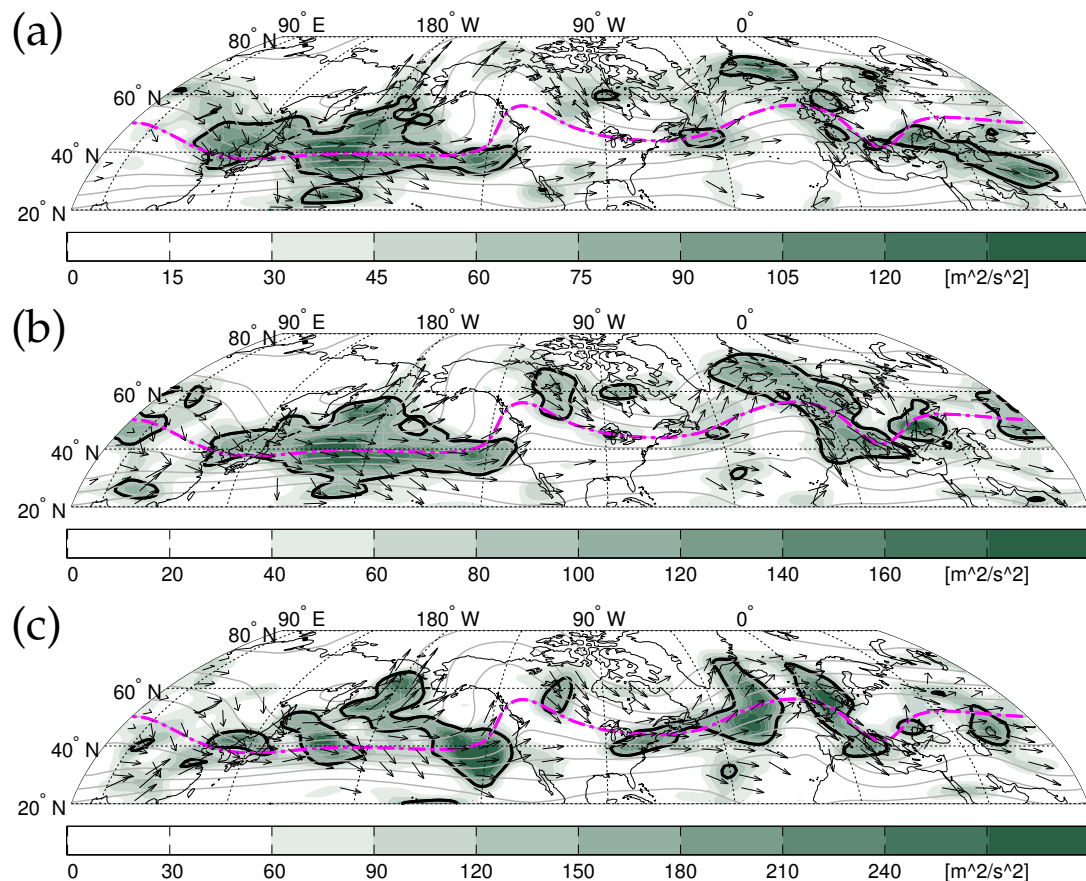 (a)
90° E 180° W 90° W 0°
80° N
60° N
40° N
20° N
0 15 30 45 60 75 90 105 120 [m^2/s^2]
(b)
90° E 180° W 90° W 0°
80° N
60° N
40° N
20° N
0 20 40 60 80 100 120 140 160 [m^2/s^2]
(c)
90° E 180° W 90° W 0°
80° N
60° N
40° N
20° N
0 30 60 90 120 150 180 210 240 [m^2/s^2]